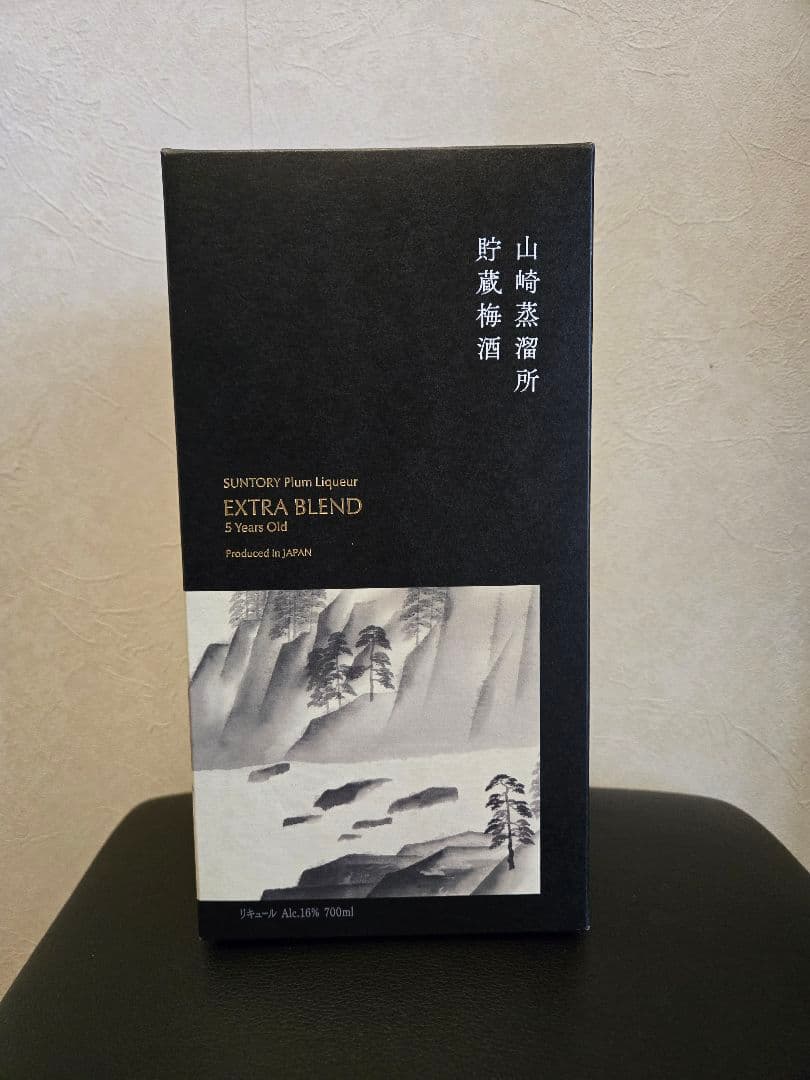 山崎蒸溜所
貯蔵梅酒
SUNTORY Plum Liqueur
EXTRA BLEND
5 Years Old
Produced in JAPAN
リキュール Alc.16% 700ml